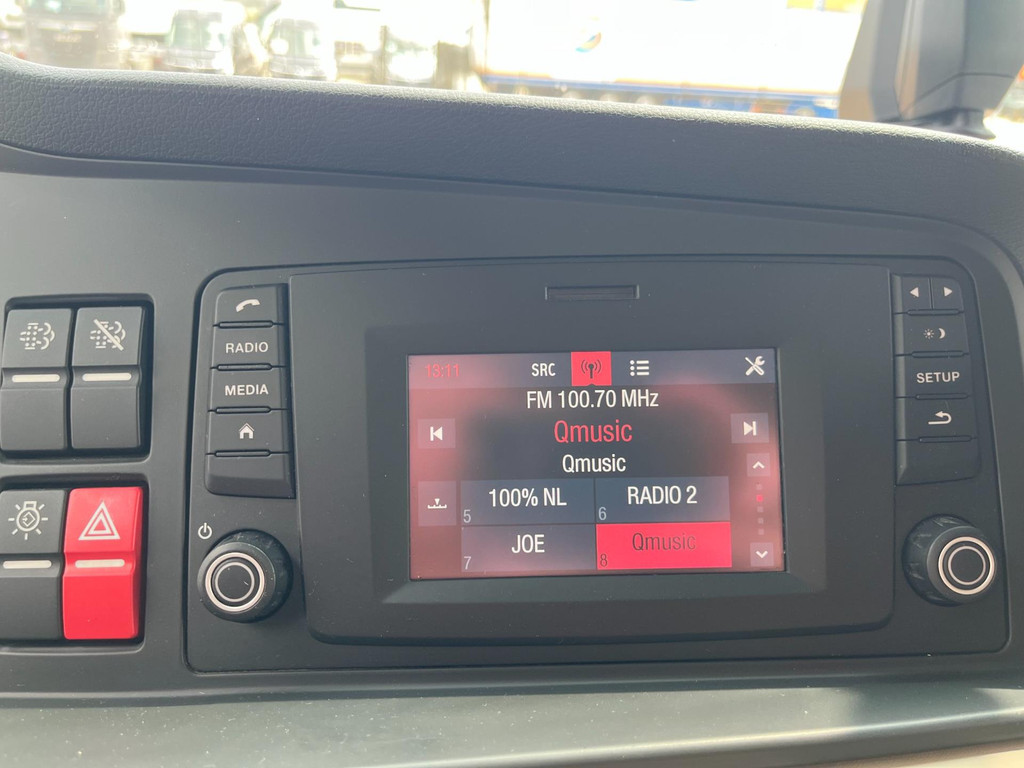 RADIO
MEDIA
13:11
SRC
FM 100.70 MHz
Qmusic
Qmusic
100% NL
5
RADIO 2
6
JOE
7
Qmusic
8
SETUP